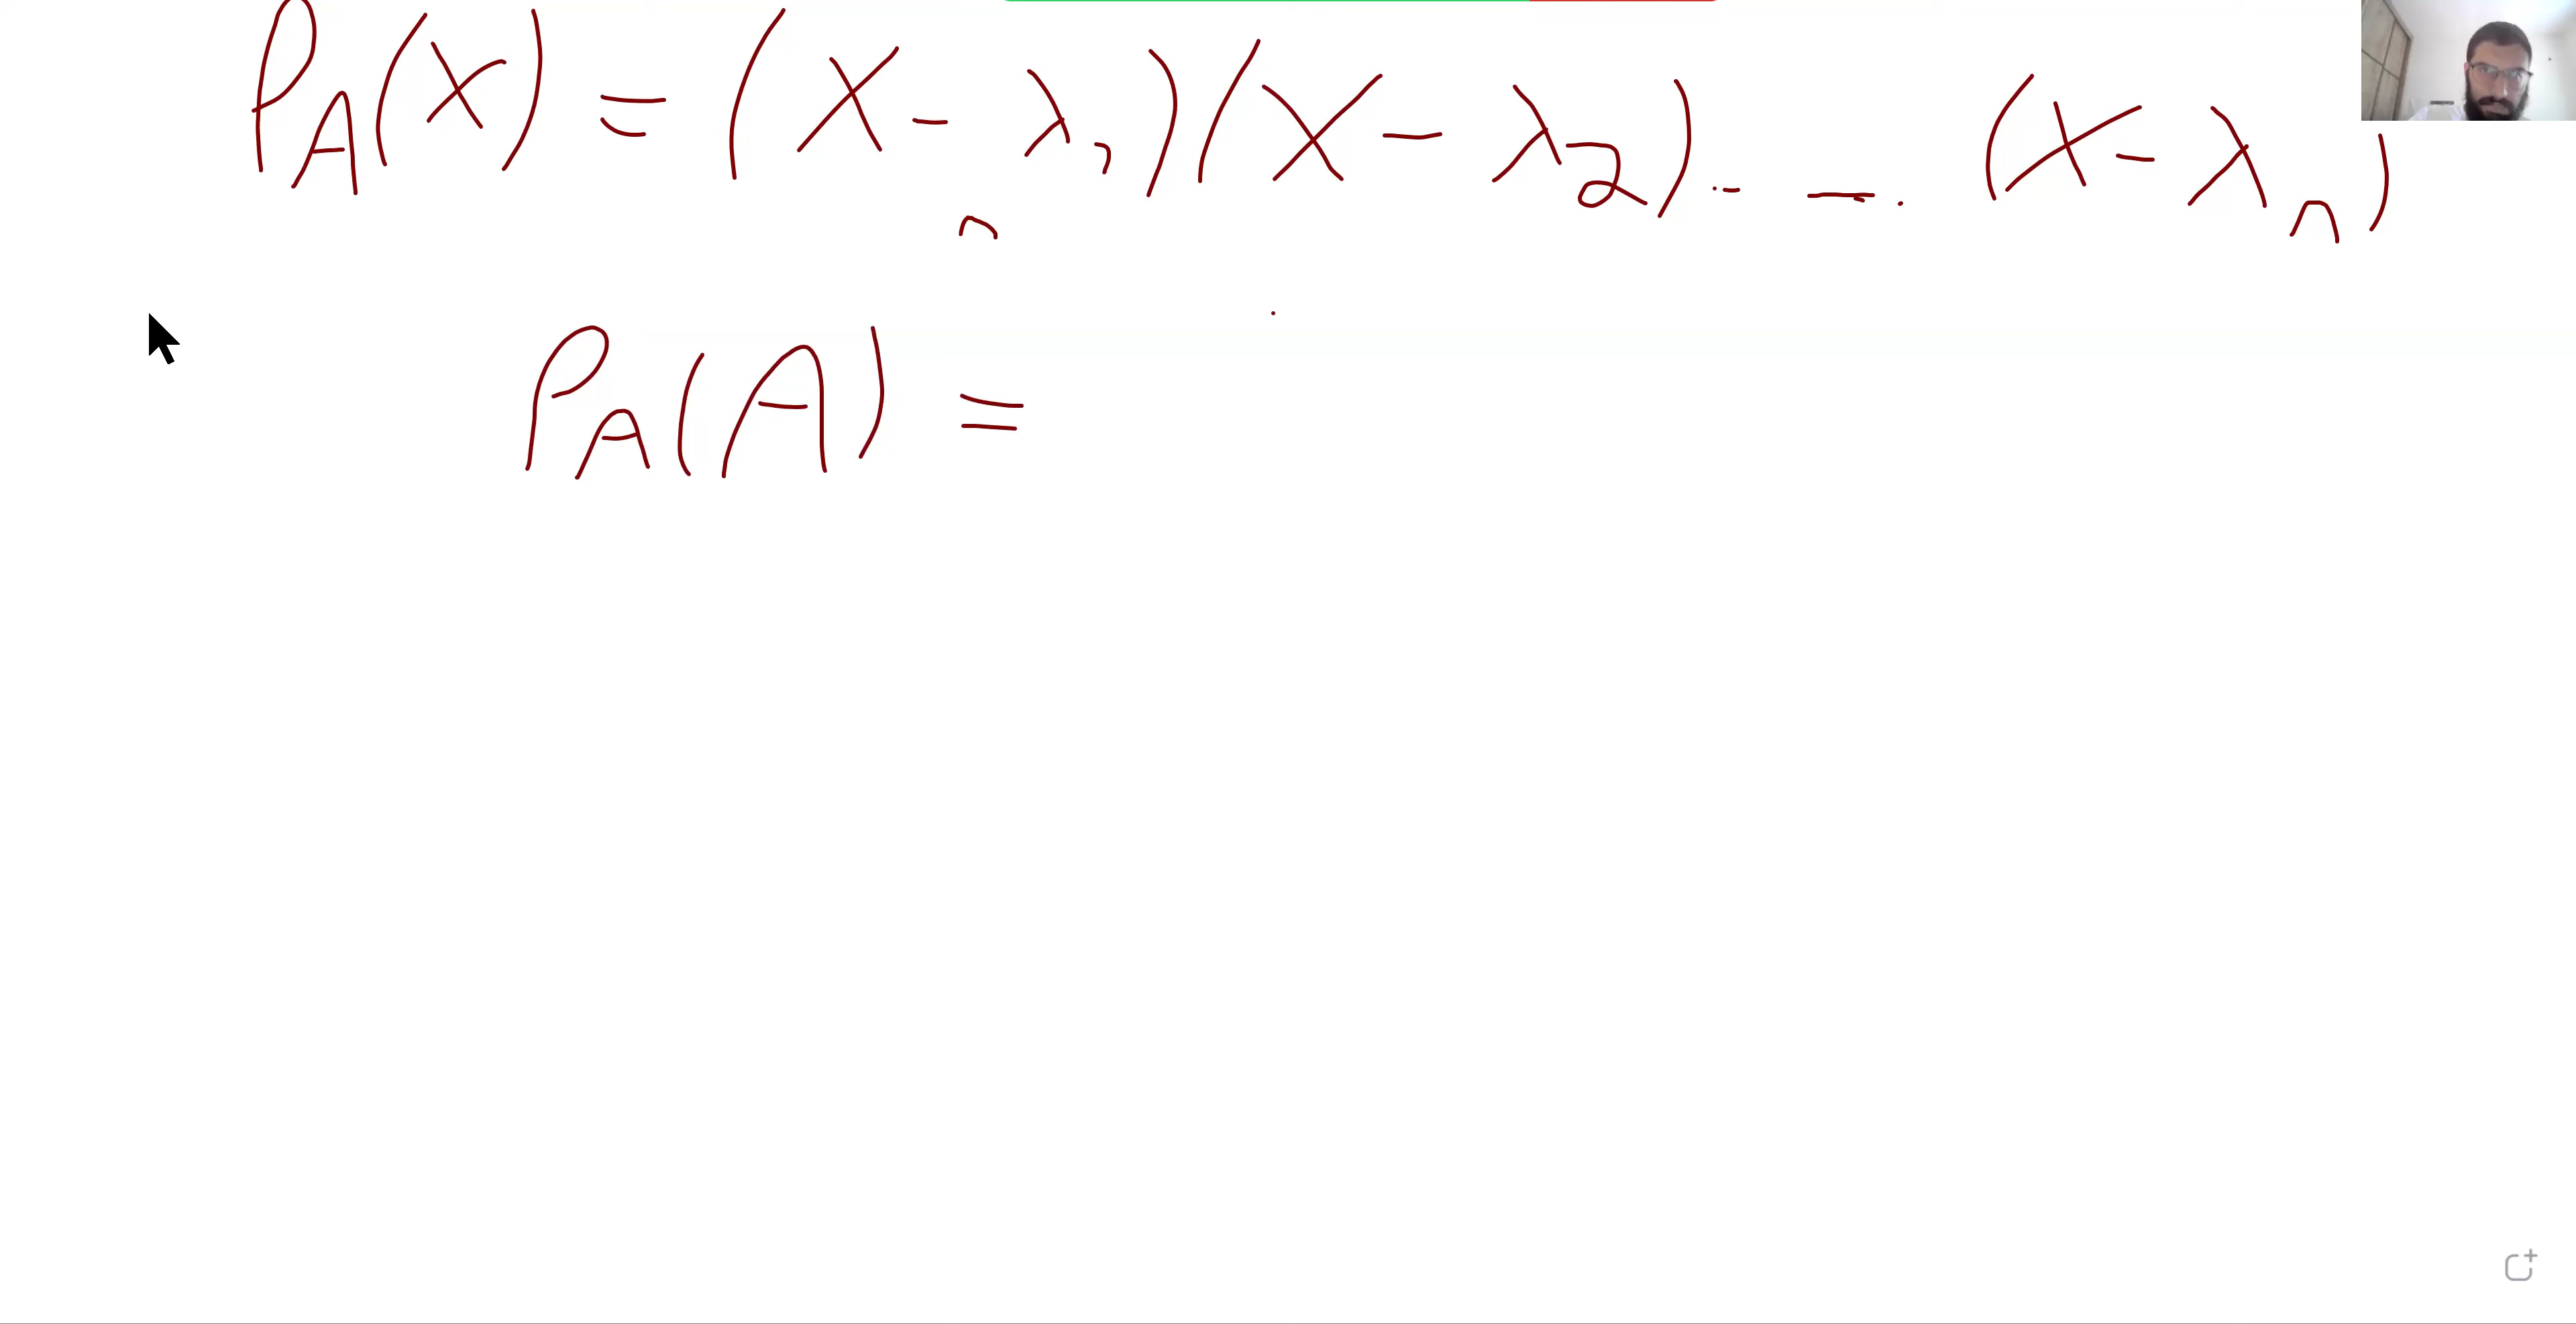 P_A(x) = (x - λ_1)(x - λ_2) ... (x - λ_n)
P_A(A) =